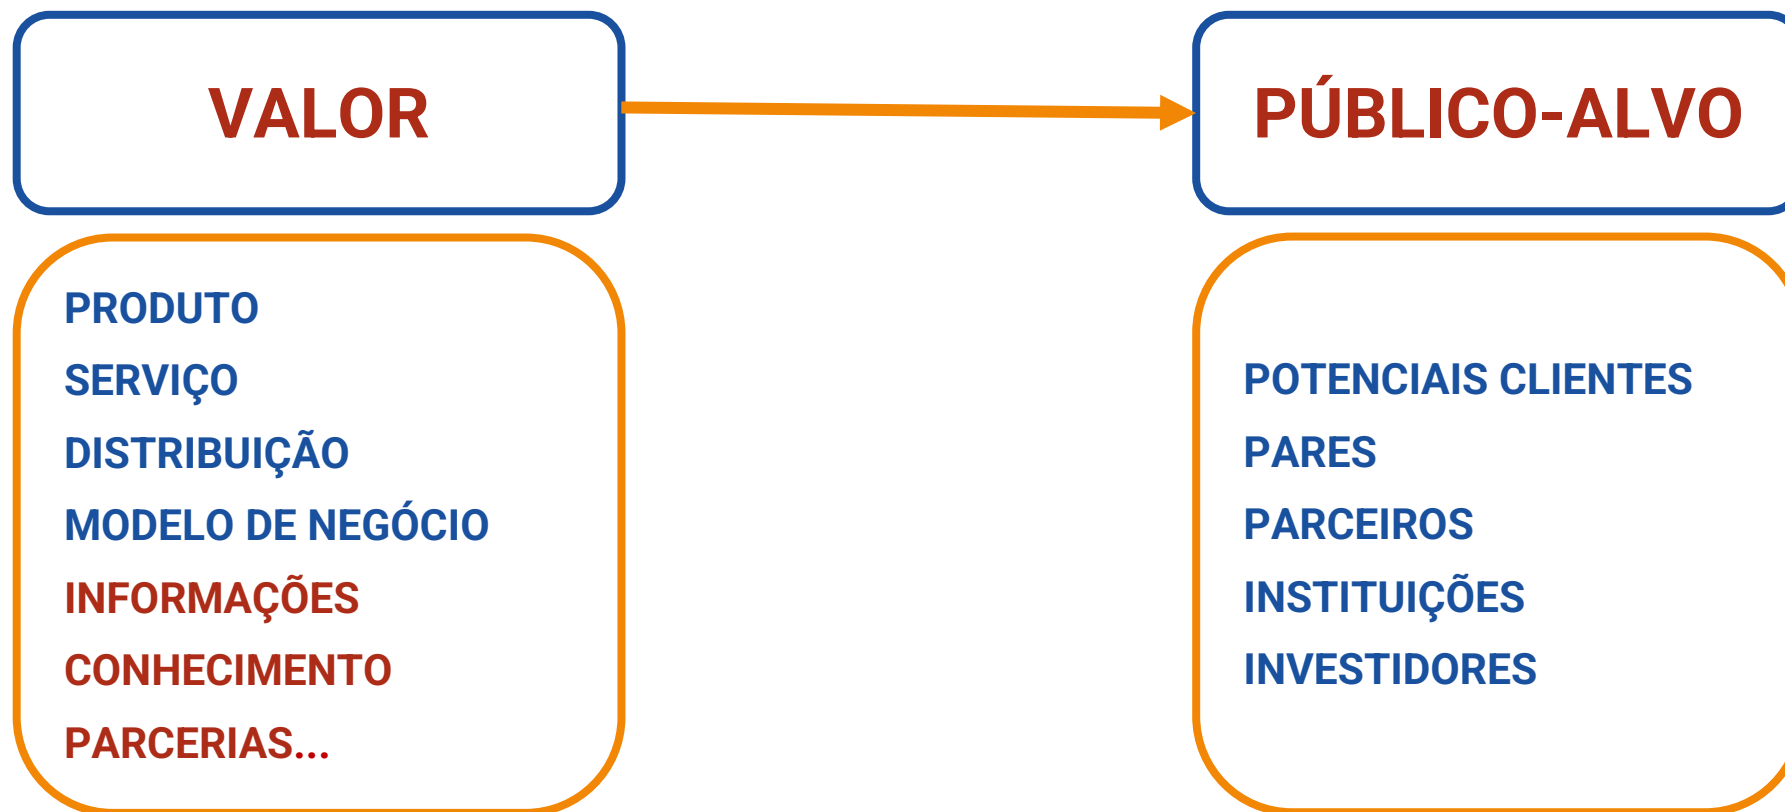 VALOR
PÚBLICO-ALVO
PRODUTO
SERVIÇO
DISTRIBUIÇÃO
MODELO DE NEGÓCIO
INFORMAÇÕES
CONHECIMENTO
PARCERIAS...
POTENCIAIS CLIENTES
PARES
PARCEIROS
INSTITUIÇÕES
INVESTIDORES